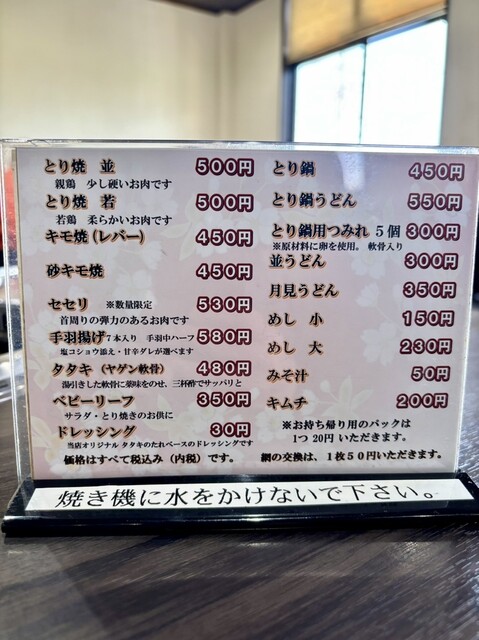 とり焼 並 500円
親鶏 少し硬いお肉です
とり焼 若 500円
若鶏 柔らかいお肉です
キモ焼(レバー) 450円
砂キモ焼 450円
セセリ ※数量限定 530円
首周りの弾力のあるお肉です
手羽揚げ 7本入り 手羽中ハーフ 580円
塩コショウ添え・甘辛ダレが選べます
タタキ (ヤゲン軟骨) 480円
湯引きした軟骨に薬味をのせ、三杯酢でサッパリと
ベビーリーフ 350円
サラダ・とり焼きのお供に
ドレッシング 30円
当店オリジナル タタキのたれベースのドレッシングです
価格はすべて税込み(内税)です。
とり鍋 450円
とり鍋うどん 550円
とり鍋用つみれ 5個 300円
※原材料に卵を使用。 軟骨入り
並うどん 300円
月見うどん 350円
めし 小 150円
めし 大 230円
みそ汁 50円
キムチ 200円
※お持ち帰り用のパックは
1つ 20円 いただきます。
網の交換は、1枚50円いただきます。
焼き機に水をかけないで下さい。